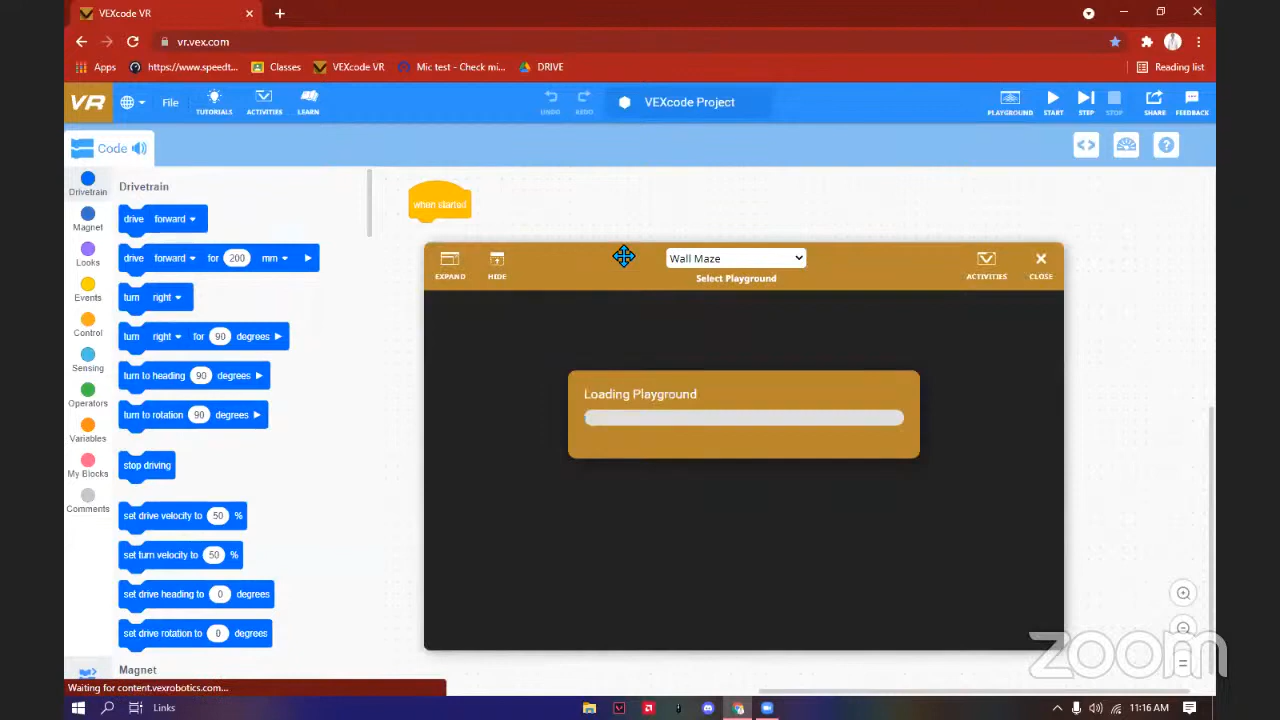 VEXcode VR
vr.vex.com
Apps https://www.speedt... Classes VEXcode VR Mic test - Check mi... DRIVE Reading list
VR File TUTORIALS ACTIVITIES LEARN UNDO REDO VEXcode Project PLAYGROUND START STEP STOP SHARE FEEDBACK
Code
Drivetrain
Magnet
Looks
Events
Control
Sensing
Operators
Variables
My Blocks
Comments
Drivetrain
drive forward
drive forward for 200 mm
turn right
turn right for 90 degrees
turn to heading 90 degrees
turn to rotation 90 degrees
stop driving
set drive velocity to 50 %
set turn velocity to 50 %
set drive heading to 0 degrees
set drive rotation to 0 degrees
Magnet
when started
EXPAND HIDE Wall Maze ACTIVITIES CLOSE
Select Playground
Loading Playground
zoom
Waiting for content.vexrobotics.com...
Links 11:16 AM